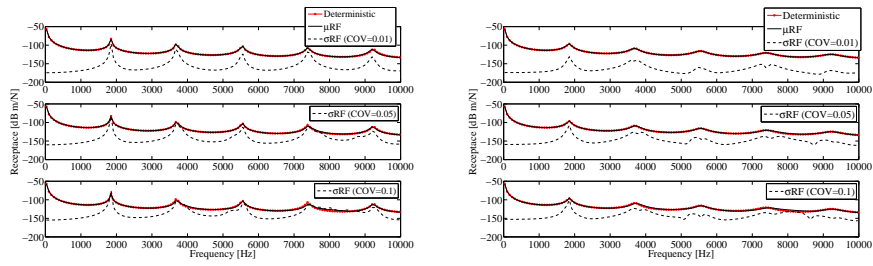 Deterministic
μRF
σRF (COV=0.01)
−50
−100
−150
−200
0 1000 2000 3000 4000 5000 6000 7000 8000 9000 10000
Receptance [dB m/N]
σRF (COV=0.05)
−50
−100
−150
−200
0 1000 2000 3000 4000 5000 6000 7000 8000 9000 10000
σRF (COV=0.1)
−50
−100
−150
−200
0 1000 2000 3000 4000 5000 6000 7000 8000 9000 10000
Frequency [Hz]
Deterministic
μRF
σRF (COV=0.01)
−50
−100
−150
−200
0 1000 2000 3000 4000 5000 6000 7000 8000 9000 10000
Receptance [dB m/N]
σRF (COV=0.05)
−50
−100
−150
−200
0 1000 2000 3000 4000 5000 6000 7000 8000 9000 10000
σRF (COV=0.1)
−50
−100
−150
−200
0 1000 2000 3000 4000 5000 6000 7000 8000 9000 10000
Frequency [Hz]